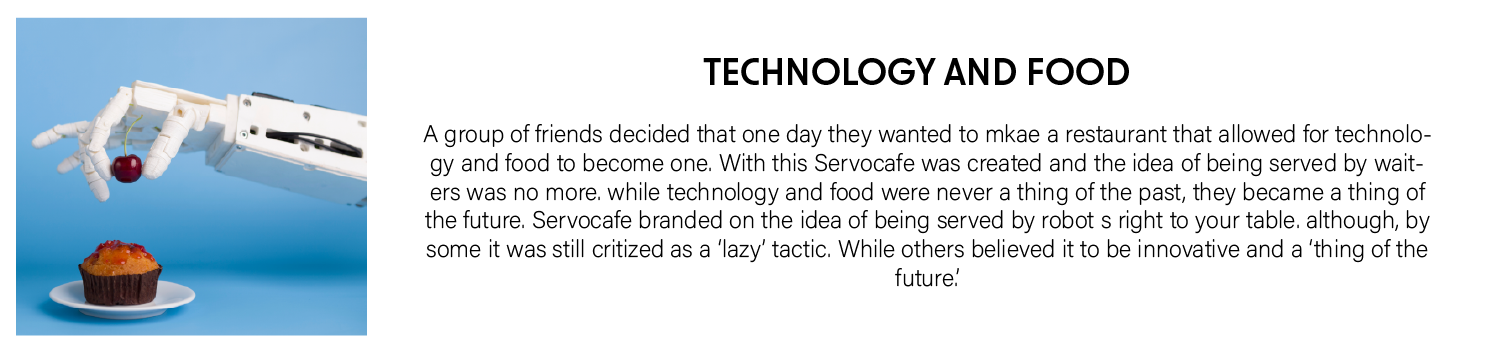 TECHNOLOGY AND FOOD
A group of friends decided that one day they wanted to mkae a restaurant that allowed for technolo-
gy and food to become one. With this Servocafe was created and the idea of being served by wait-
ers was no more. while technology and food were never a thing of the past, they became a thing of
the future. Servocafe branded on the idea of being served by robot s right to your table. although, by
some it was still critized as a ‘lazy’ tactic. While others believed it to be innovative and a ‘thing of the
future.’